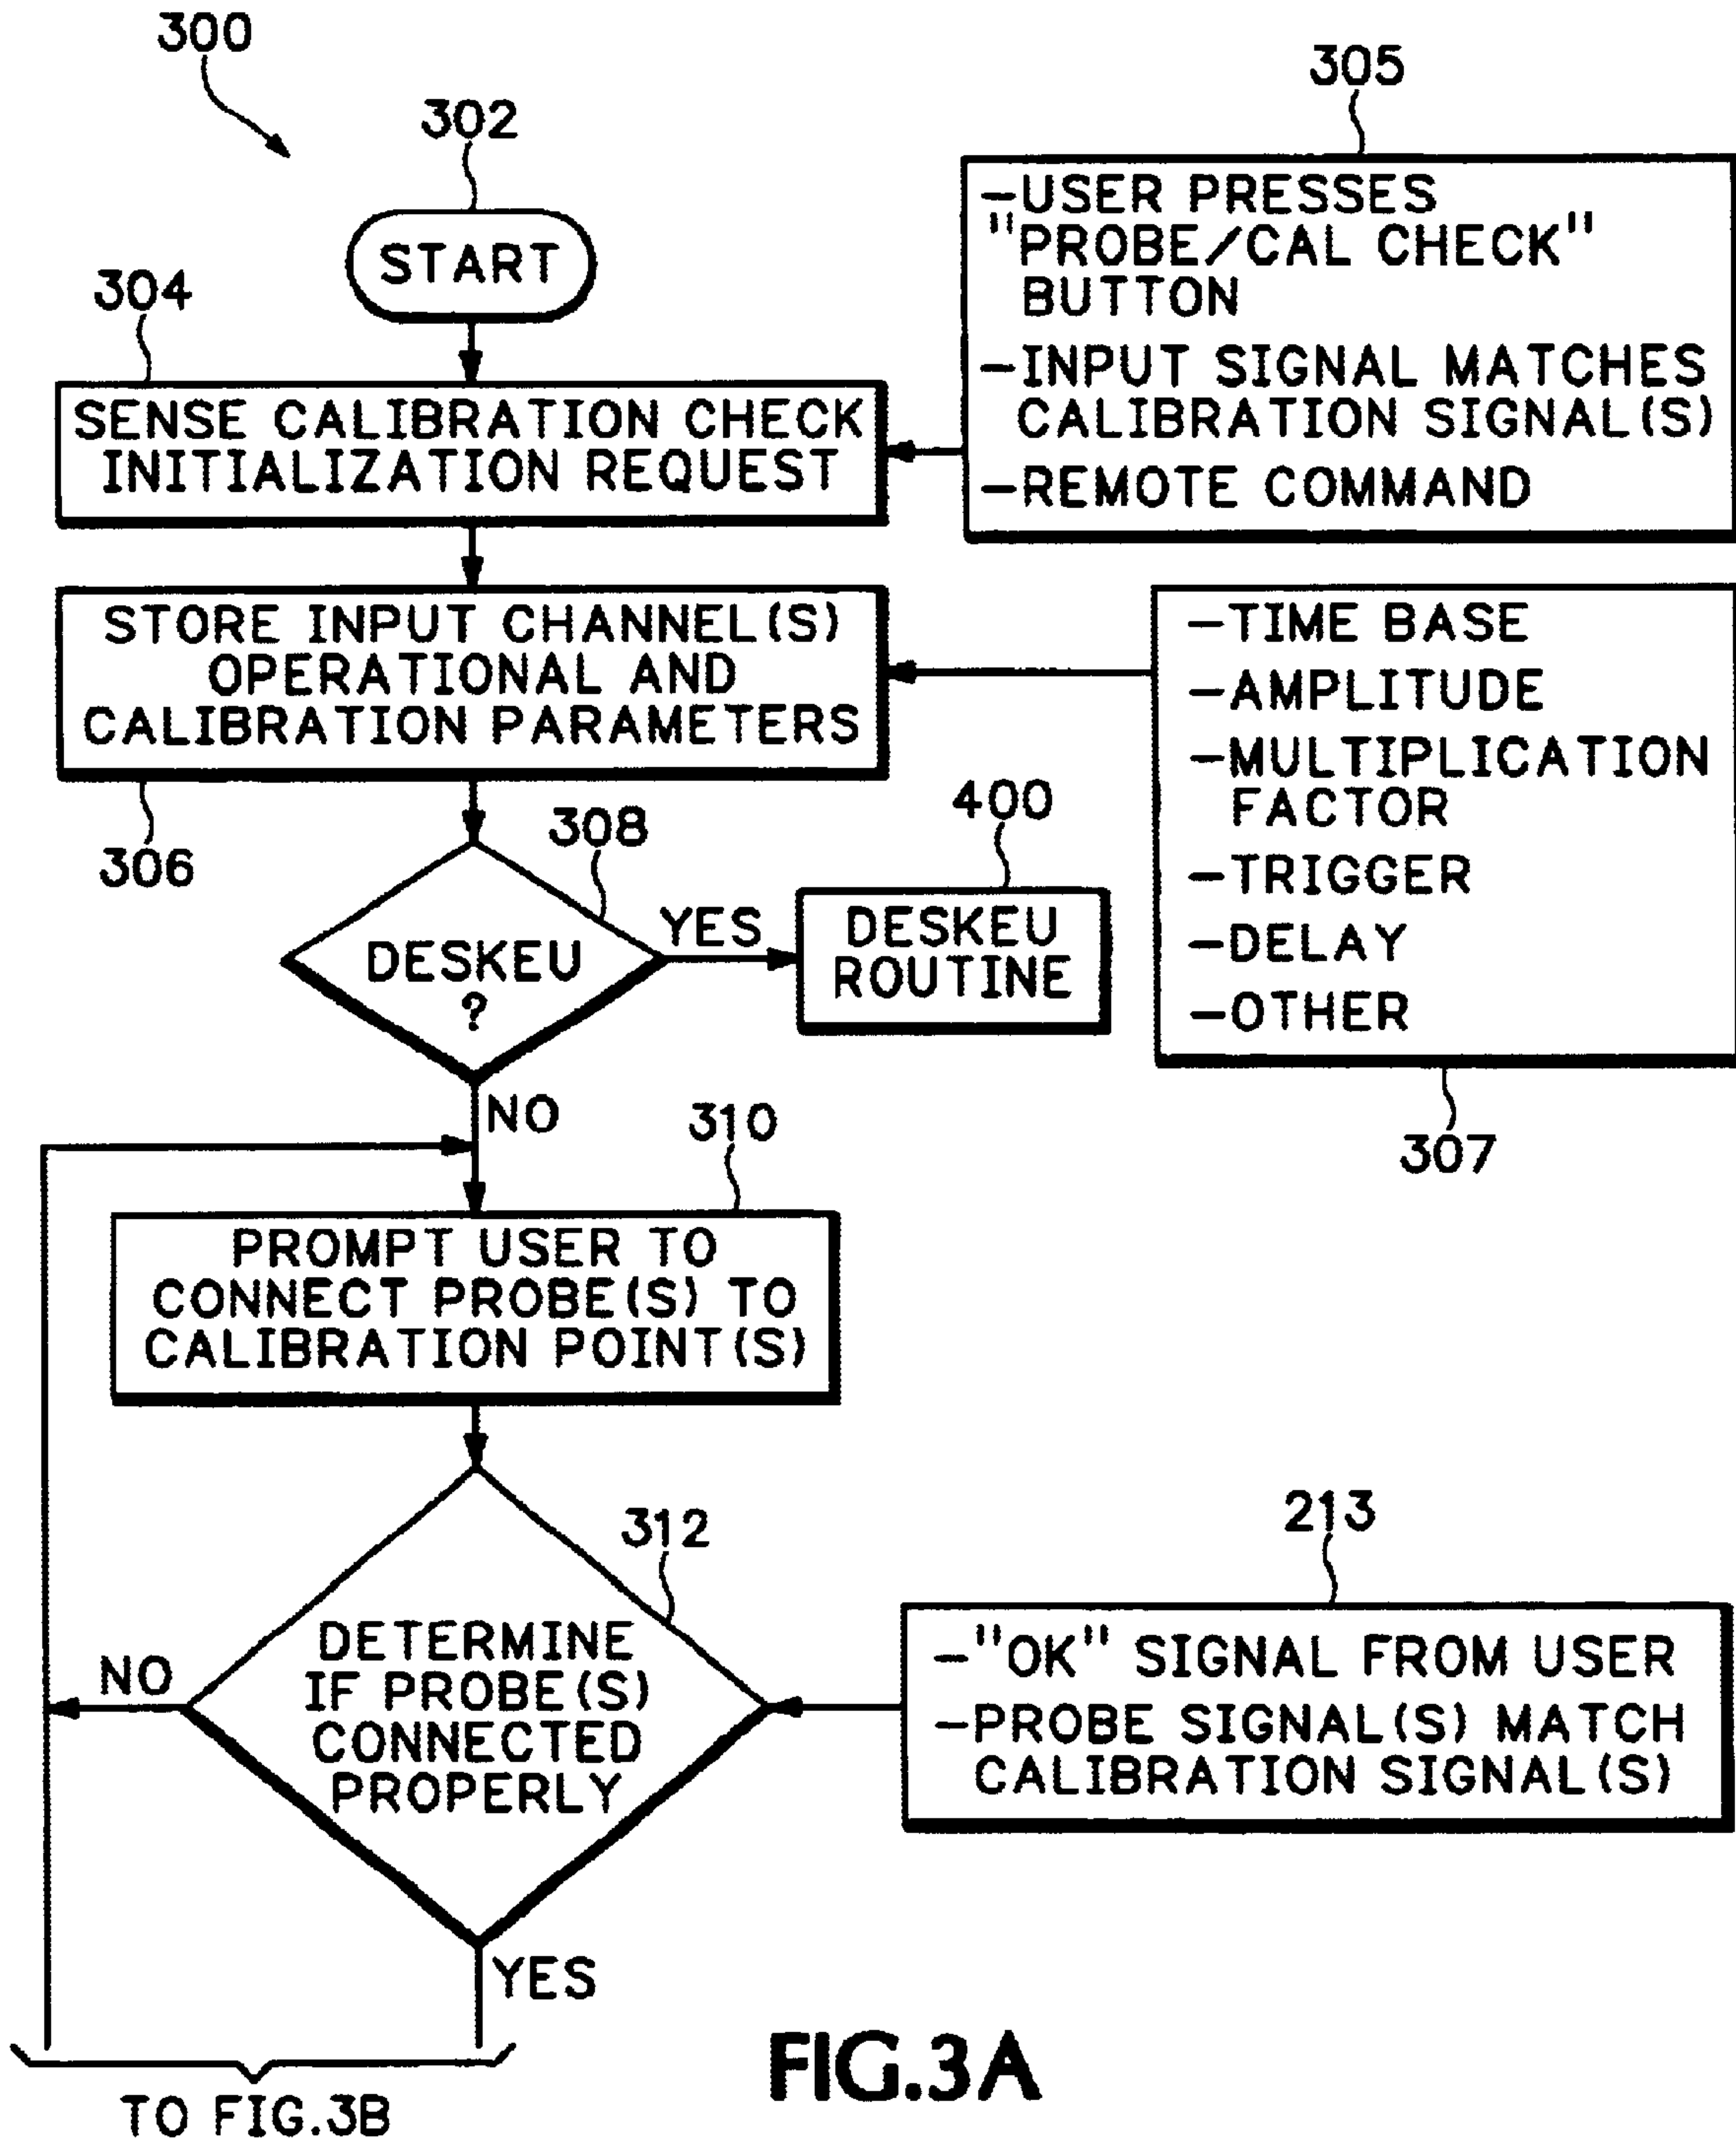 300
302
START
305
–USER PRESSES
"PROBE/CAL CHECK"
BUTTON
–INPUT SIGNAL MATCHES
CALIBRATION SIGNAL(S)
–REMOTE COMMAND
304
SENSE CALIBRATION CHECK
INITIALIZATION REQUEST
STORE INPUT CHANNEL(S)
OPERATIONAL AND
CALIBRATION PARAMETERS
306
–TIME BASE
–AMPLITUDE
–MULTIPLICATION
FACTOR
–TRIGGER
–DELAY
–OTHER
307
308
DESKEU
?
YES
400
DESKEU
ROUTINE
NO
310
PROMPT USER TO
CONNECT PROBE(S) TO
CALIBRATION POINT(S)
312
DETERMINE
IF PROBE(S)
CONNECTED
PROPERLY
NO
213
–"OK" SIGNAL FROM USER
–PROBE SIGNAL(S) MATCH
CALIBRATION SIGNAL(S)
YES
TO FIG.3B
FIG.3A